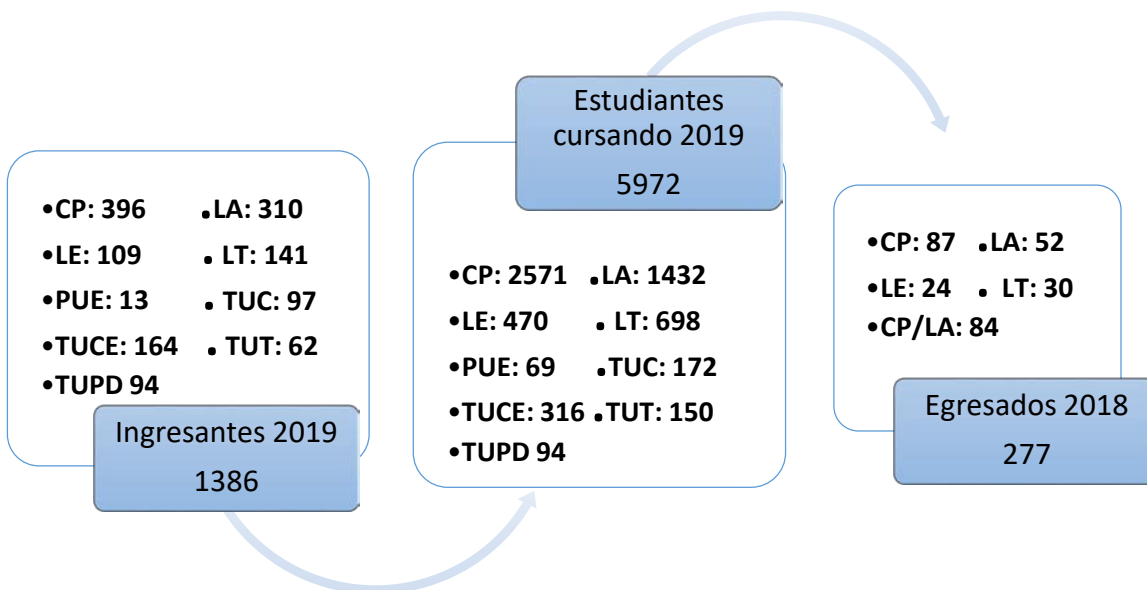 •CP: 396 .LA: 310
•LE: 109 . LT: 141
•PUE: 13 . TUC: 97
•TUCE: 164 . TUT: 62
•TUPD 94
Ingresantes 2019
1386
Estudiantes
cursando 2019
5972
•CP: 2571 .LA: 1432
•LE: 470 . LT: 698
•PUE: 69 .TUC: 172
•TUCE: 316 .TUT: 150
•TUPD 94
•CP: 87 .LA: 52
•LE: 24 . LT: 30
•CP/LA: 84
Egresados 2018
277